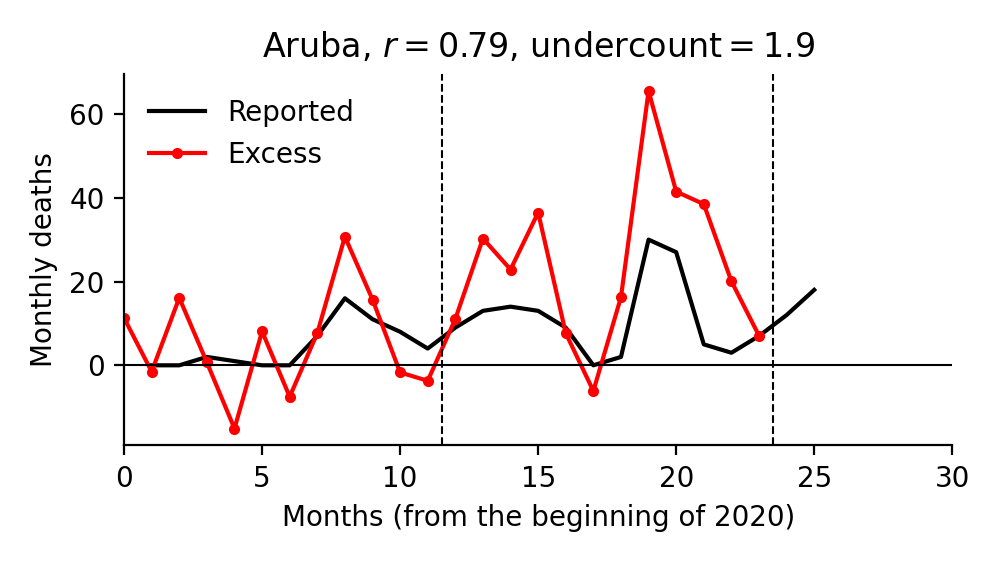 Aruba, r = 0.79, undercount = 1.9
Reported
Excess
Monthly deaths
60
40
20
0
0 5 10 15 20 25 30
Months (from the beginning of 2020)